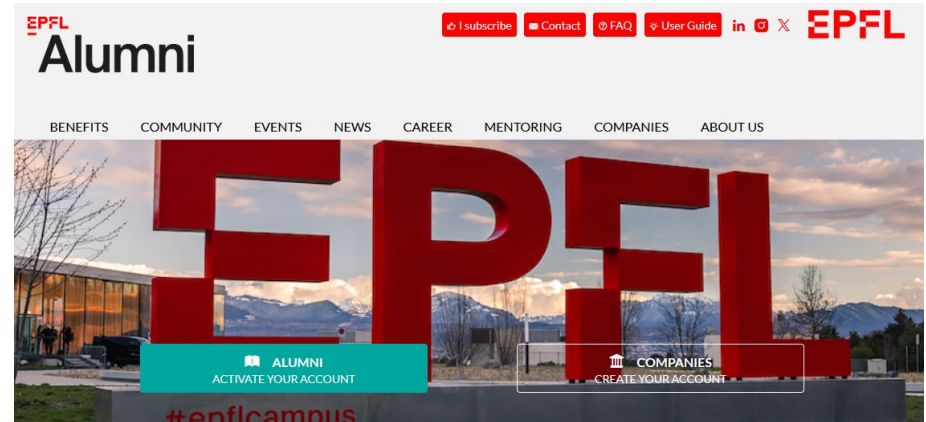 EPFL
Alumni
I subscribe
Contact
FAQ
User Guide
in
EPFL
BENEFITS
COMMUNITY
EVENTS
NEWS
CAREER
MENTORING
COMPANIES
ABOUT US
EPFL
ALUMNI
ACTIVATE YOUR ACCOUNT
COMPANIES
CREATE YOUR ACCOUNT
#epflcampus